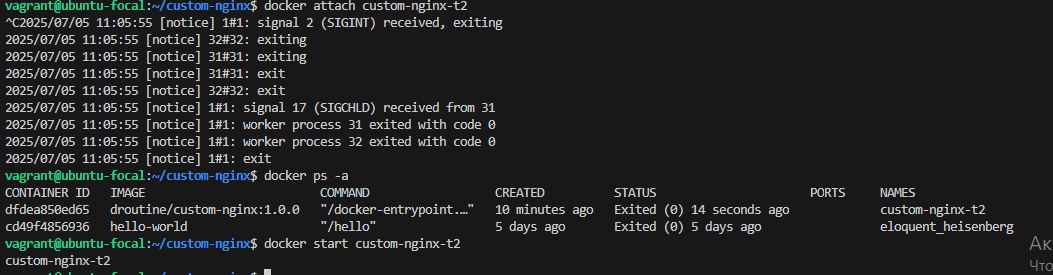 vagrant@ubuntu-focal:~/custom-nginx$ docker attach custom-nginx-t2
^C2025/07/05 11:05:55 [notice] 1#1: signal 2 (SIGINT) received, exiting
2025/07/05 11:05:55 [notice] 32#32: exiting
2025/07/05 11:05:55 [notice] 31#31: exiting
2025/07/05 11:05:55 [notice] 31#31: exit
2025/07/05 11:05:55 [notice] 32#32: exit
2025/07/05 11:05:55 [notice] 1#1: signal 17 (SIGCHLD) received from 31
2025/07/05 11:05:55 [notice] 1#1: worker process 31 exited with code 0
2025/07/05 11:05:55 [notice] 1#1: worker process 32 exited with code 0
2025/07/05 11:05:55 [notice] 1#1: exit
vagrant@ubuntu-focal:~/custom-nginx$ docker ps -a
CONTAINER ID   IMAGE                         COMMAND                  CREATED          STATUS                      PORTS     NAMES
dfdea850ed65   droutine/custom-nginx:1.0.0   "/docker-entrypoint.…"   10 minutes ago   Exited (0) 14 seconds ago             custom-nginx-t2
cd49f4856936   hello-world                   "/hello"                 5 days ago       Exited (0) 5 days ago                 eloquent_heisenberg
vagrant@ubuntu-focal:~/custom-nginx$ docker start custom-nginx-t2
custom-nginx-t2
vagrant@ubuntu-focal:~/custom-nginx$
Ак
Что